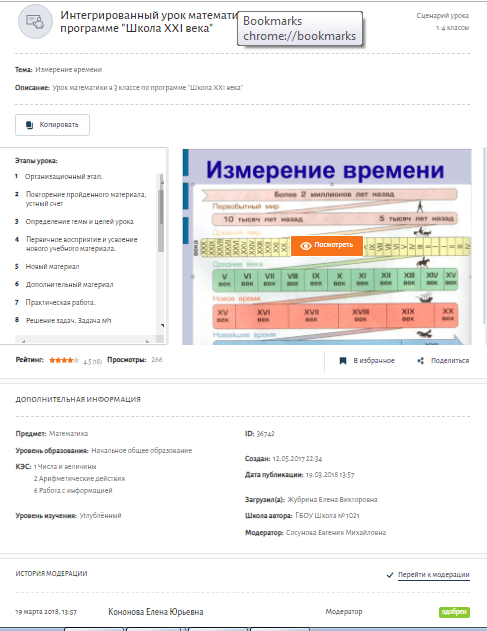 Интегрированный урок математи
программе "Школа XXI века"
Bookmarks
chrome://bookmarks
Сценарий урока
1-4 классы
Тема: Измерение времени
Описание: Урок математики в 3 классе по программе "Школа XXI века"
Копировать
Этапы урока:
1 Организационный этап.
2 Повторение пройденного материала,
устный счет
3 Определение темы и целей урока
4 Первичное восприятие и усвоение
нового учебного материала.
5 Новый материал
6 Дополнительный материал
7 Практическая работа.
8 Решение задач. Задача №1
Измерение времени
Более 2 миллионов лет назад
Первобытный мир
10 тысяч лет назад 5 тысяч лет назад
Древний мир
века
Посмотреть
Средние века
V VI VII VIII IX X XI XII XIII XIV XV
век век век век век век век век век век век
Новое время
XV XVI XVII XVIII XIX XX
век век век век век век
Новейшее время
Рейтинг: 4.5 (18) Просмотры: 266
В избранное Поделиться
ДОПОЛНИТЕЛЬНАЯ ИНФОРМАЦИЯ
Предмет: Математика
Уровень образования: Начальное общее образование
КЭС: 1 Числа и величины
2 Арифметические действия
6 Работа с информацией
Уровень изучения: Углублённый
ID: 36742
Создан: 12.05.2017 22:34
Дата публикации: 19.03.2018 13:57
Загрузил(а): Жубрина Елена Викторовна
Школа автора: ГБОУ Школа №1021
Модератор: Сосунова Евгения Михайловна
ИСТОРИЯ МОДЕРАЦИИ
Перейти к модерации
19 марта 2018, 13:57 Кононова Елена Юрьевна Модератор одобрен